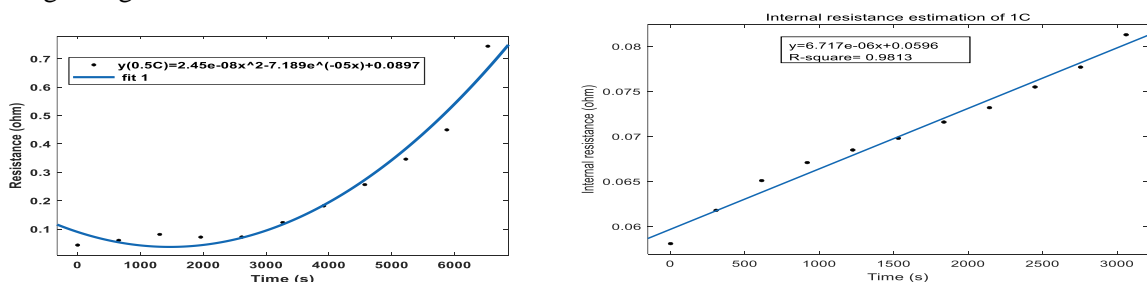 y(0.5C)=2.45e-08x^2-7.189e^(-05x)+0.0897
fit 1
Resistance (ohm)
0.7
0.6
0.5
0.4
0.3
0.2
0.1
0 1000 2000 3000 4000 5000 6000
Time (s)
Internal resistance estimation of 1C
y=6.717e-06x+0.0596
R-square= 0.9813
Internal resistance (ohm)
0.08
0.075
0.07
0.065
0.06
0 500 1000 1500 2000 2500 3000
Time (s)